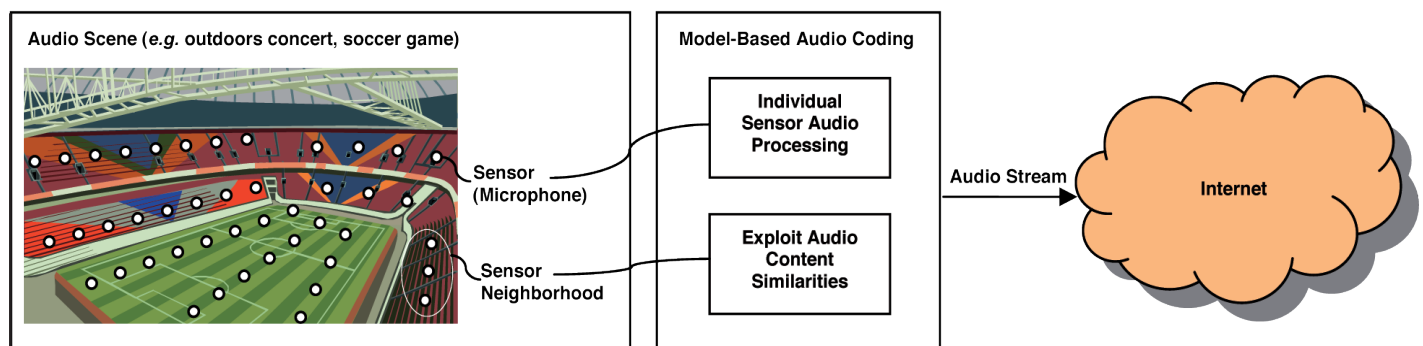 Audio Scene (e.g. outdoors concert, soccer game)
Sensor
(Microphone)
Sensor
Neighborhood
Model-Based Audio Coding
Individual
Sensor Audio
Processing
Exploit Audio
Content
Similarities
Audio Stream
Internet